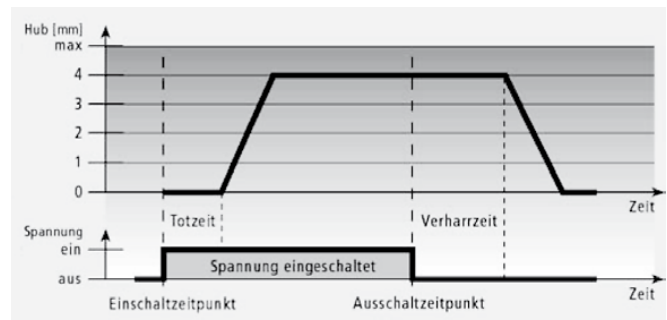 Hub [mm]
max
4
3
2
1
0
Zeit
Totzeit
Verharrzeit
Spannung
ein
Spannung eingeschaltet
aus
Zeit
Einschaltzeitpunkt
Ausschaltzeitpunkt